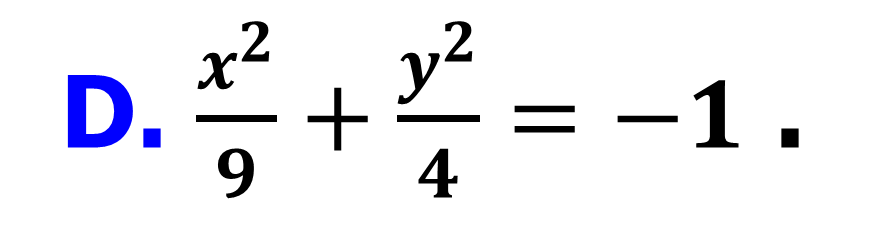 D. x²/9 + y²/4 = −1 .